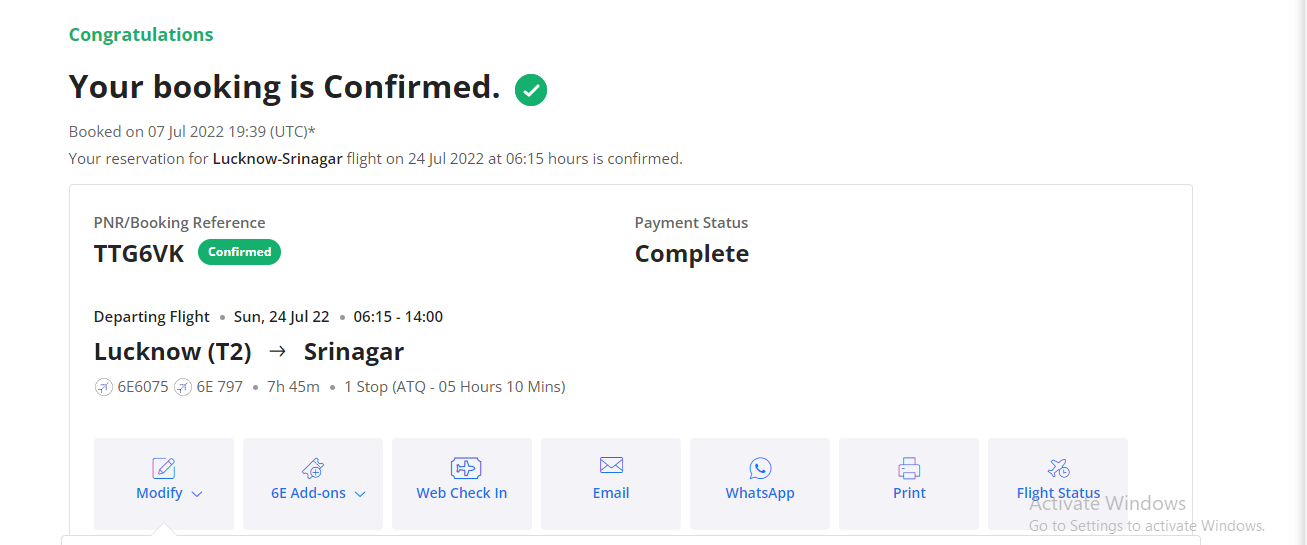 Congratulations
Your booking is Confirmed.
Booked on 07 Jul 2022 19:39 (UTC)*
Your reservation for Lucknow-Srinagar flight on 24 Jul 2022 at 06:15 hours is confirmed.
PNR/Booking Reference
TTG6VK Confirmed
Payment Status
Complete
Departing Flight • Sun, 24 Jul 22 • 06:15 - 14:00
Lucknow (T2) → Srinagar
6E6075 6E 797 • 7h 45m • 1 Stop (ATQ - 05 Hours 10 Mins)
Modify
6E Add-ons
Web Check In
Email
WhatsApp
Print
Flight Status
Activate Windows
Go to Settings to activate Windows.